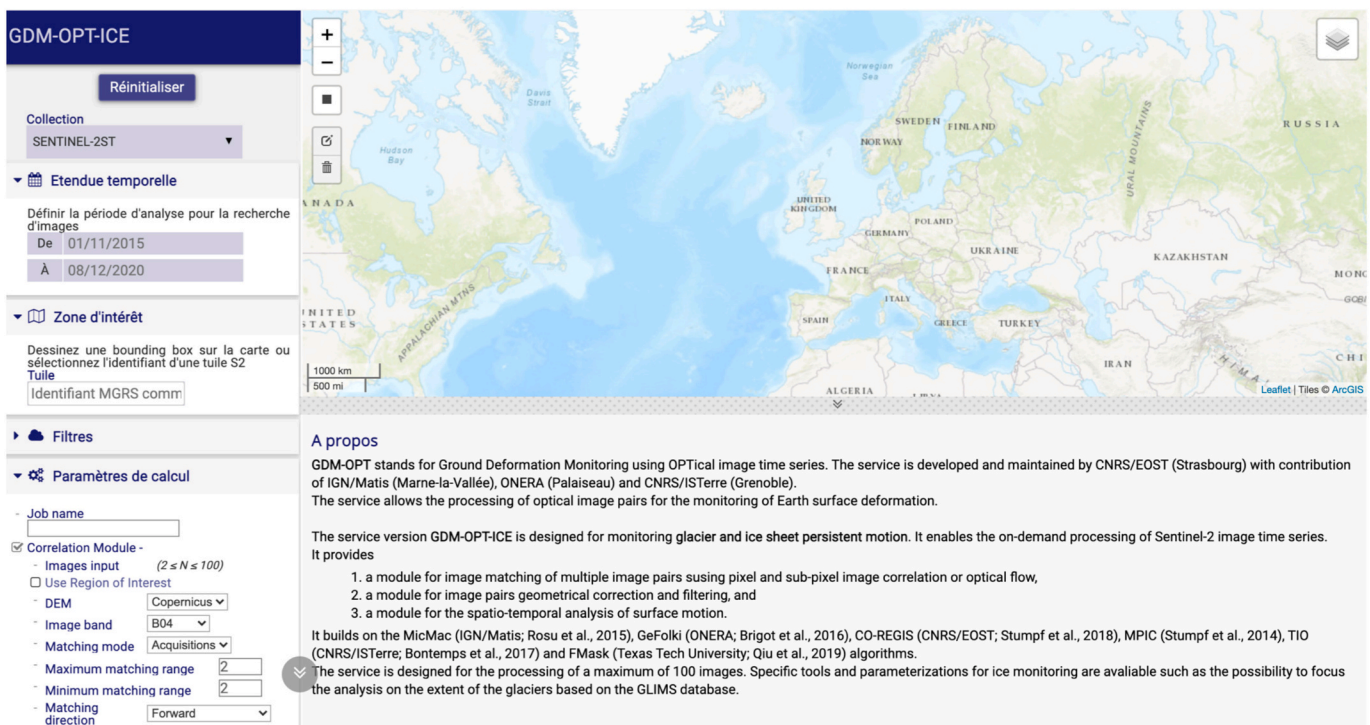 GDM-OPT-ICE
Réinitialiser
Collection
SENTINEL-2ST
Etendue temporelle
Définir la période d'analyse pour la recherche
d'images
De 01/11/2015
À 08/12/2020
Zone d'intérêt
Dessinez une bounding box sur la carte ou
sélectionnez l'identifiant d'une tuile S2
Tuile
Identifiant MGRS comm
Filtres
Paramètres de calcul
- Job name
Correlation Module -
- Images input (2 ≤ N ≤ 100)
Use Region of Interest
- DEM Copernicus
- Image band B04
- Matching mode Acquisitions
- Maximum matching range 2
- Minimum matching range 2
- Matching
direction Forward
+
−
Norwegian
Sea
Davis
Strait
Hudson
Bay
SWEDEN
FINLAND
NORWAY
RUSSIA
URAL MOUNTAINS
ANADA
UNITED
KINGDOM
POLAND
GERMANY
UKRAINE
KAZAKHSTAN
FRANCE
MONG
GOBI
ITALY
NITED
STATES
APPALACHIAN MTNS
SPAIN
GREECE
TURKEY
IRAN
HIMA
CHI
ALGERIA
1000 km
500 mi
Leaflet | Tiles © ArcGIS
A propos
GDM-OPT stands for Ground Deformation Monitoring using OPTical image time series. The service is developed and maintained by CNRS/EOST (Strasbourg) with contribution
of IGN/Matis (Marne-la-Vallée), ONERA (Palaiseau) and CNRS/ISTerre (Grenoble).
The service allows the processing of optical image pairs for the monitoring of Earth surface deformation.
The service version GDM-OPT-ICE is designed for monitoring glacier and ice sheet persistent motion. It enables the on-demand processing of Sentinel-2 image time series.
It provides
1. a module for image matching of multiple image pairs susing pixel and sub-pixel image correlation or optical flow,
2. a module for image pairs geometrical correction and filtering, and
3. a module for the spatio-temporal analysis of surface motion.
It builds on the MicMac (IGN/Matis; Rosu et al., 2015), GeFolki (ONERA; Brigot et al., 2016), CO-REGIS (CNRS/EOST; Stumpf et al., 2018), MPIC (Stumpf et al., 2014), TIO
(CNRS/ISTerre; Bontemps et al., 2017) and FMask (Texas Tech University; Qiu et al., 2019) algorithms.
The service is designed for the processing of a maximum of 100 images. Specific tools and parameterizations for ice monitoring are avaliable such as the possibility to focus
the analysis on the extent of the glaciers based on the GLIMS database.